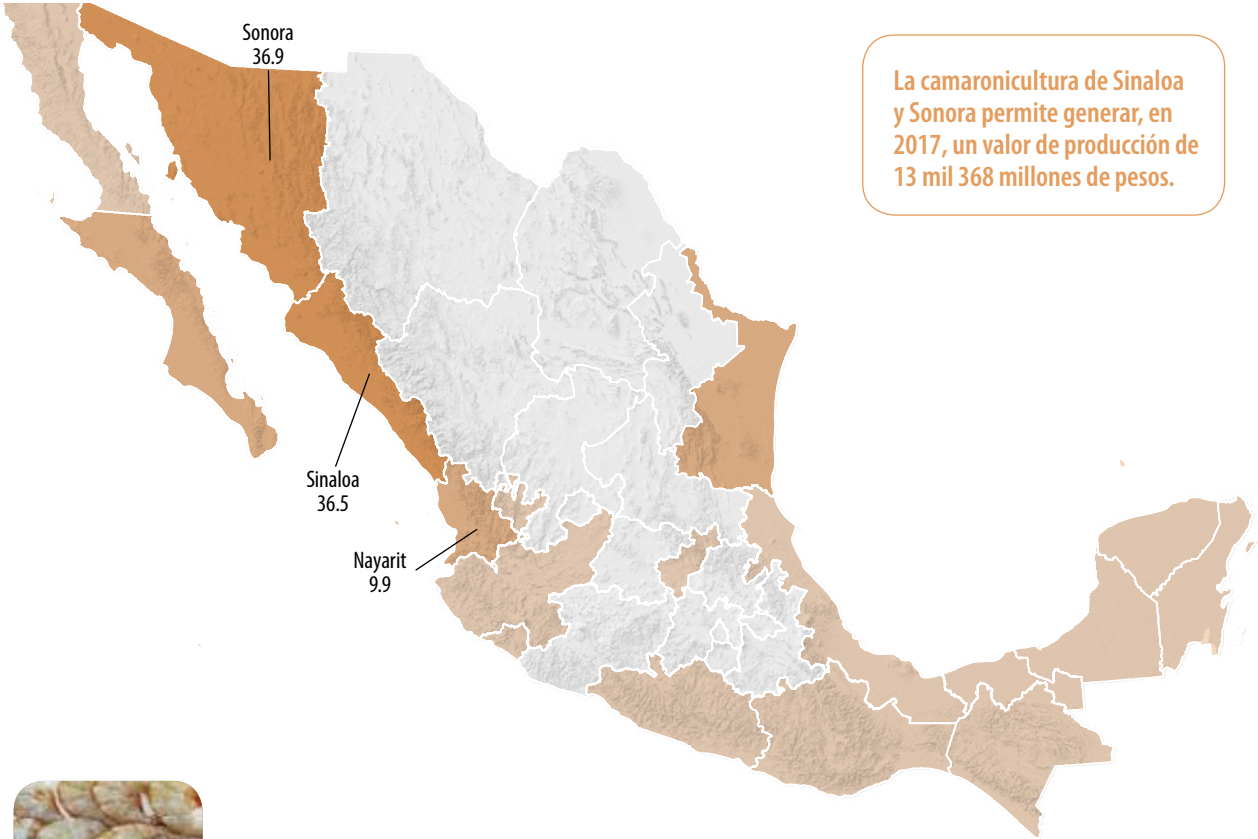 Sonora
36.9
La camaronicultura de Sinaloa
y Sonora permite generar, en
2017, un valor de producción de
13 mil 368 millones de pesos.
Sinaloa
36.5
Nayarit
9.9